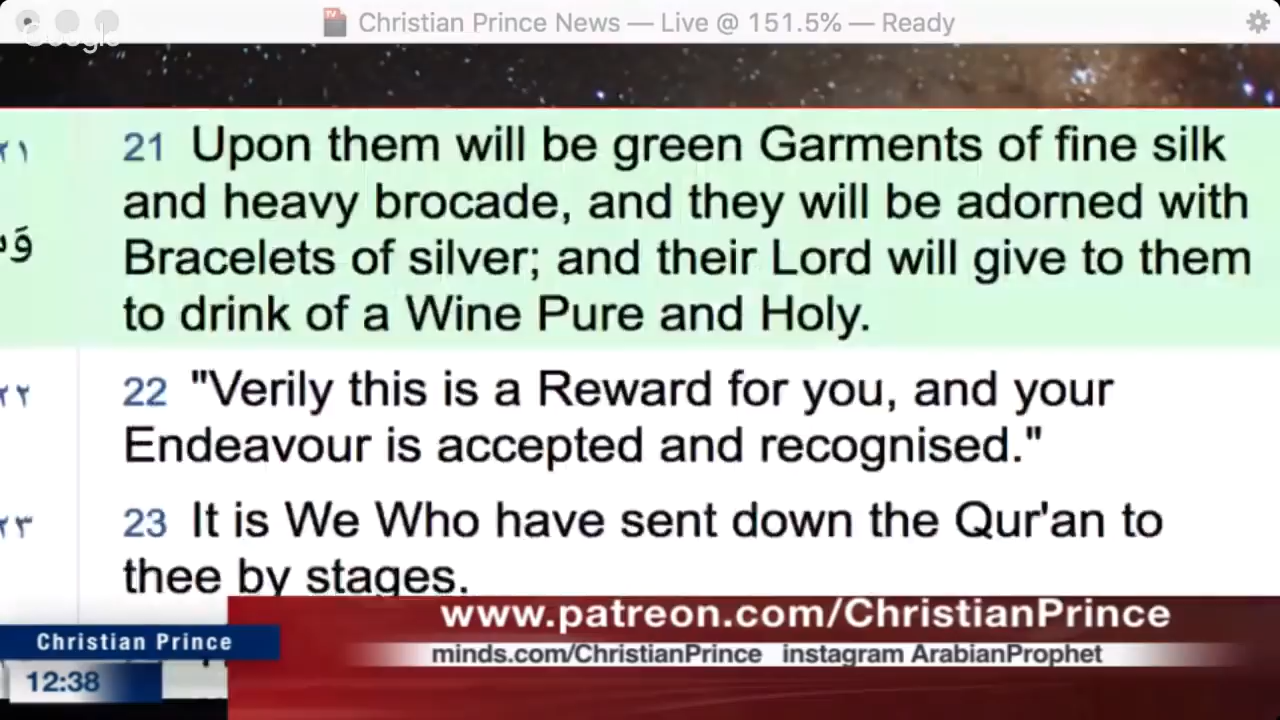 Christian Prince News — Live @ 151.5% — Ready
Google
21 Upon them will be green Garments of fine silk
and heavy brocade, and they will be adorned with
Bracelets of silver; and their Lord will give to them
to drink of a Wine Pure and Holy.
٢٢ 22 "Verily this is a Reward for you, and your
Endeavour is accepted and recognised."
٢٣ 23 It is We Who have sent down the Qur'an to
thee by stages.
www.patreon.com/ChristianPrince
Christian Prince
minds.com/ChristianPrince instagram ArabianProphet
12:38